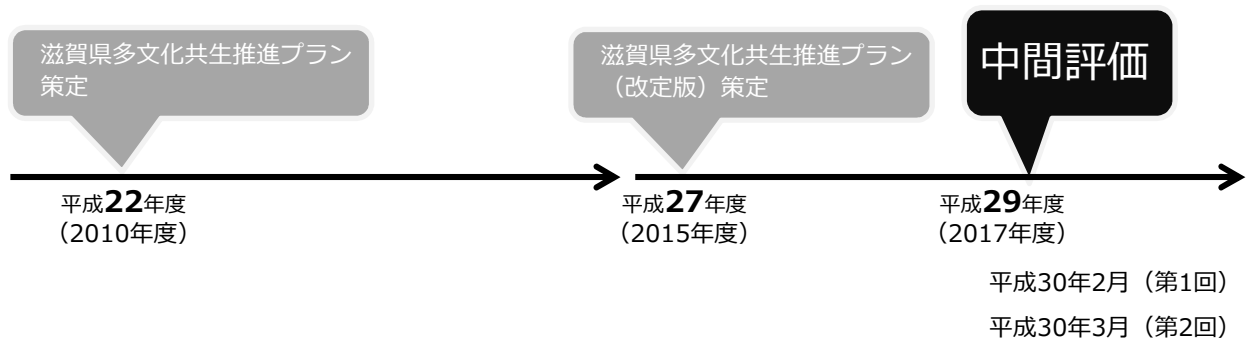 滋賀県多文化共生推進プラン
策定
滋賀県多文化共生推進プラン
（改定版）策定
中間評価
平成22年度
（2010年度）
平成27年度
（2015年度）
平成29年度
（2017年度）
平成30年2月（第1回）
平成30年3月（第2回）